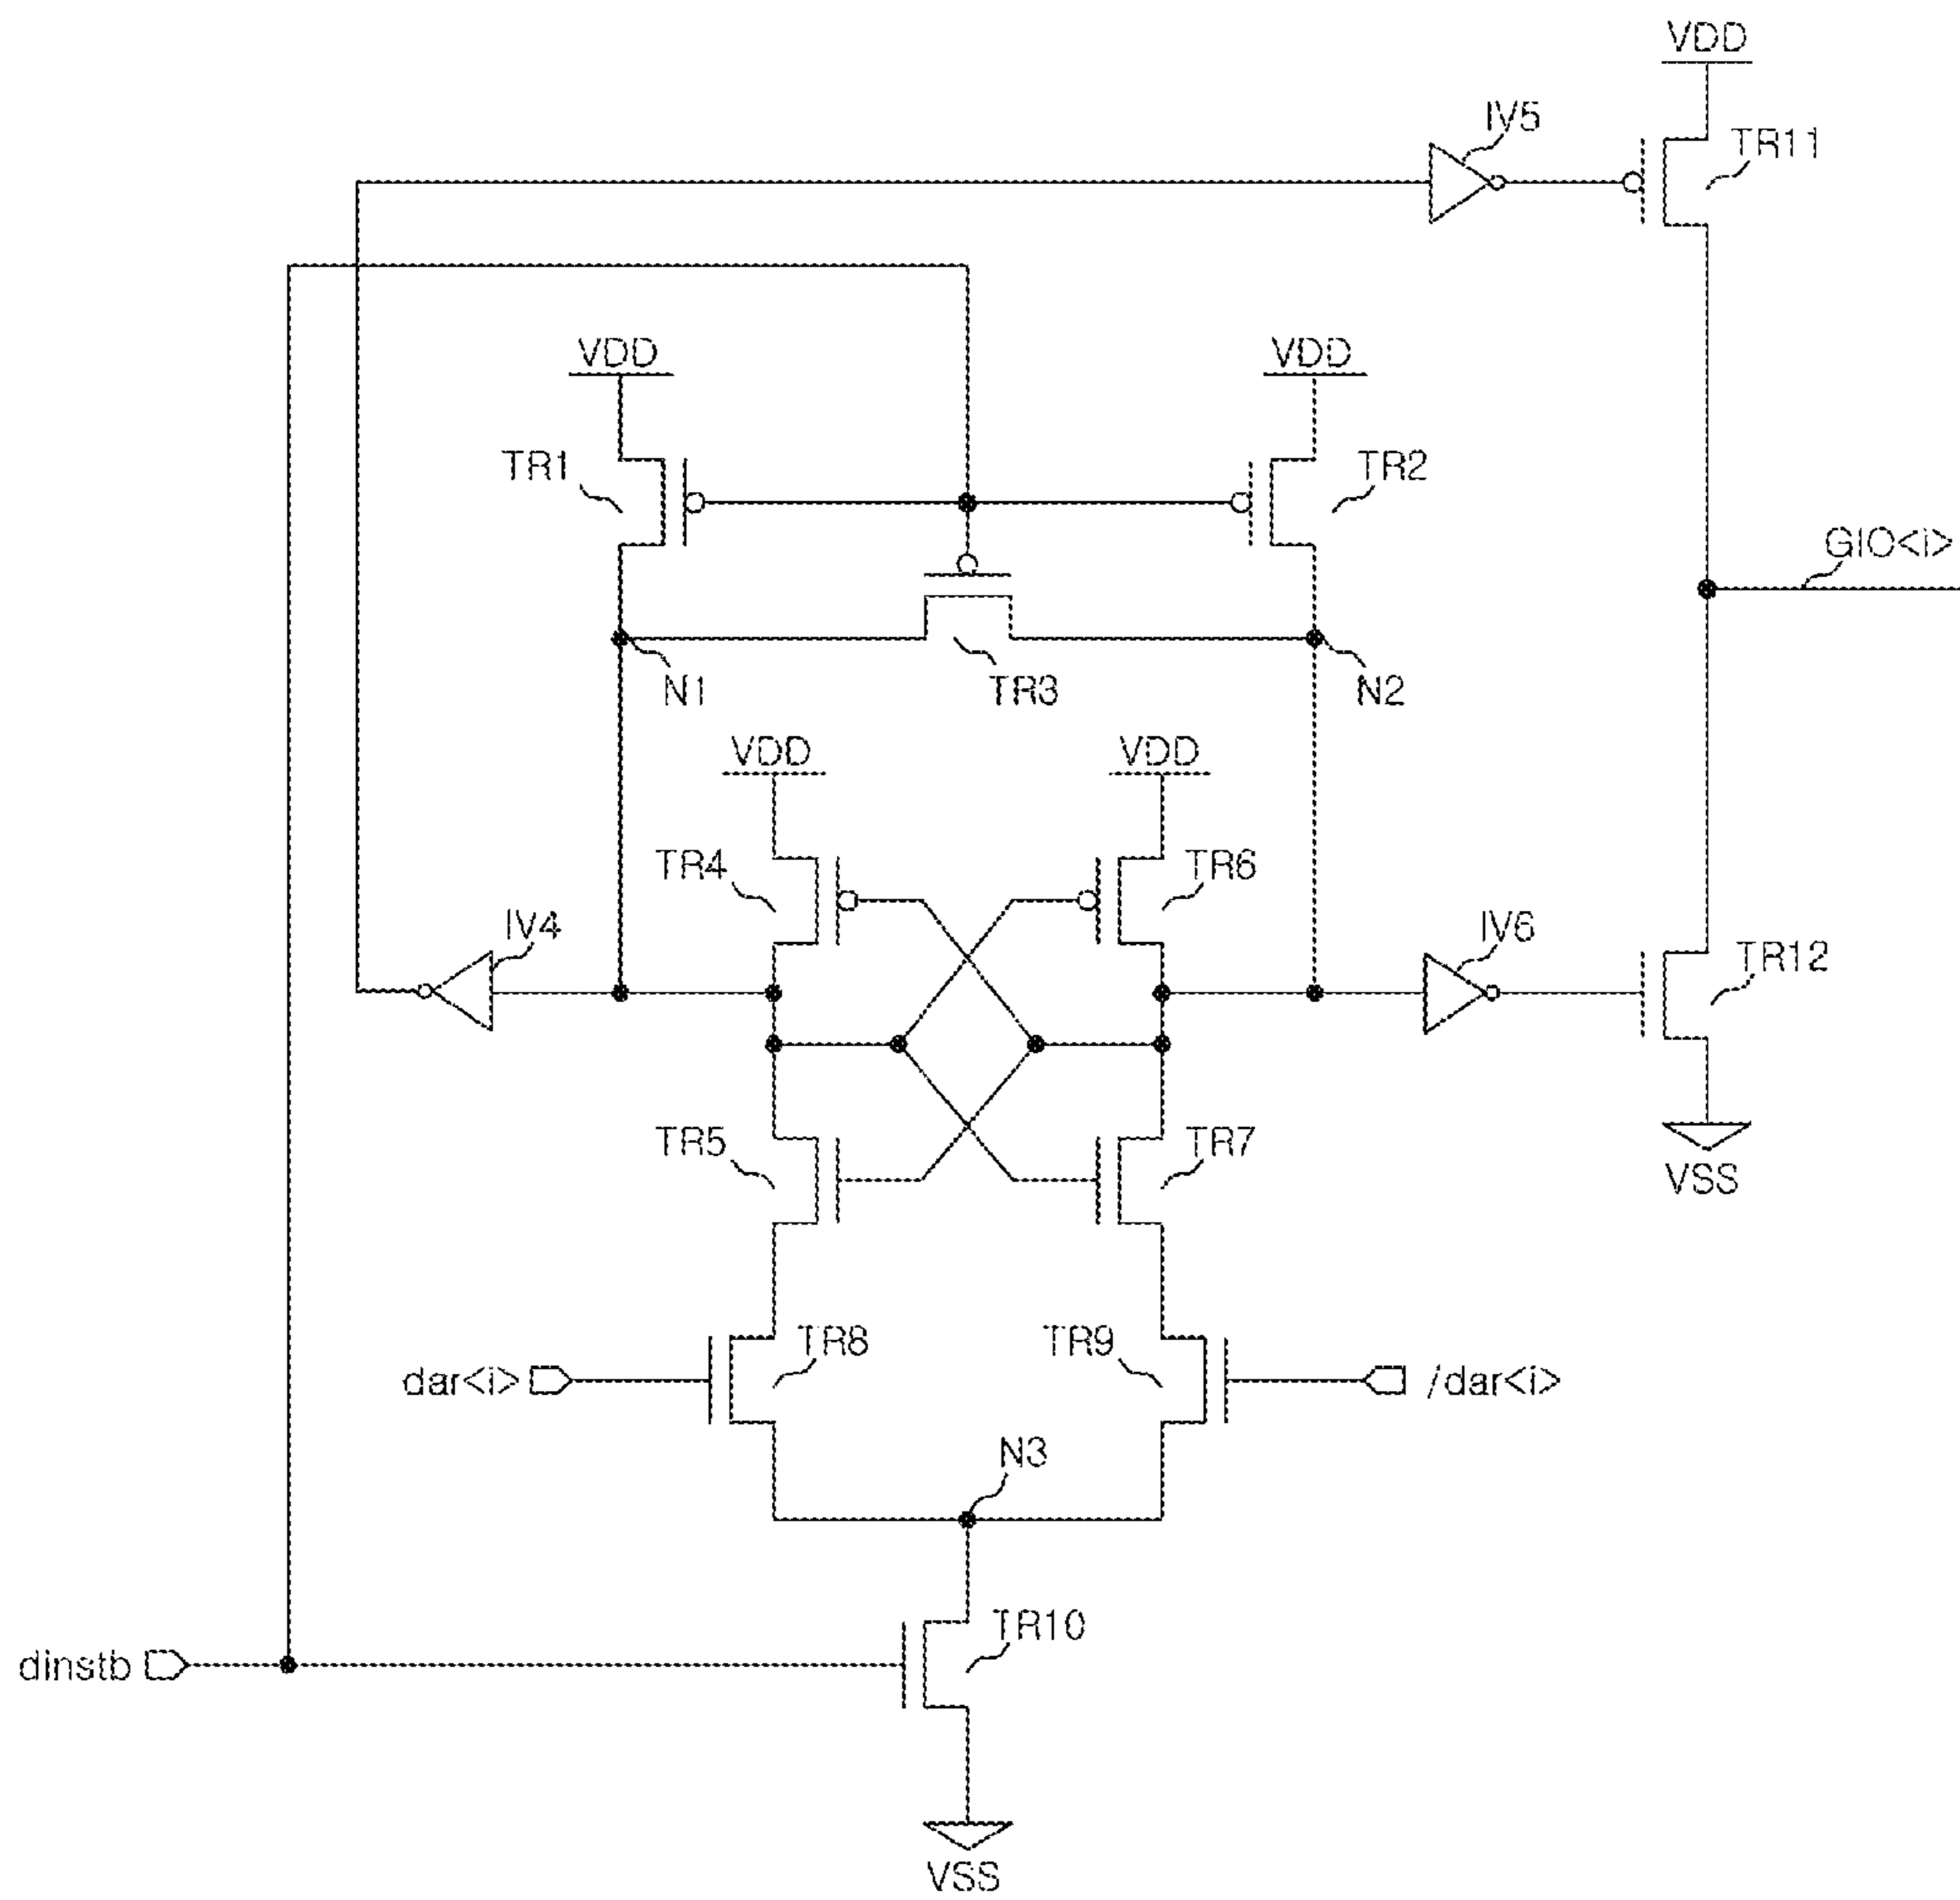 VDD
IV5
TR11
VDD
VDD
TR1
TR2
GIO<i>
N1
TR3
N2
VDD
VDD
TR4
TR6
IV4
IV6
TR12
TR5
TR7
VSS
dar<i>
TR8
TR9
/dar<i>
N3
dinstb
TR10
VSS